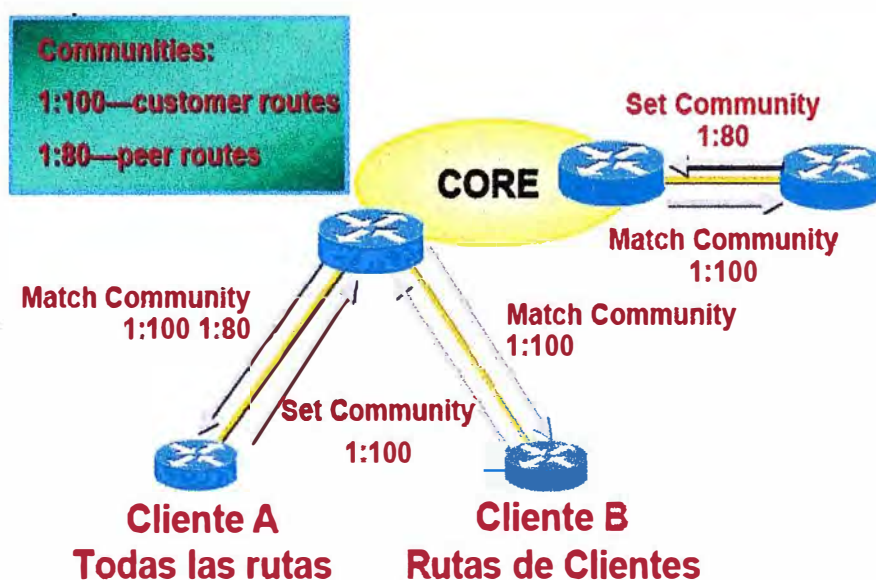 Communities:
1:100—customer routes
1:80—peer routes
Set Community
1:80
CORE
Match Community
1:100
Match Community
1:100 1:80
Match Community
1:100
Set Community
1:100
Cliente A
Todas las rutas
Cliente B
Rutas de Clientes